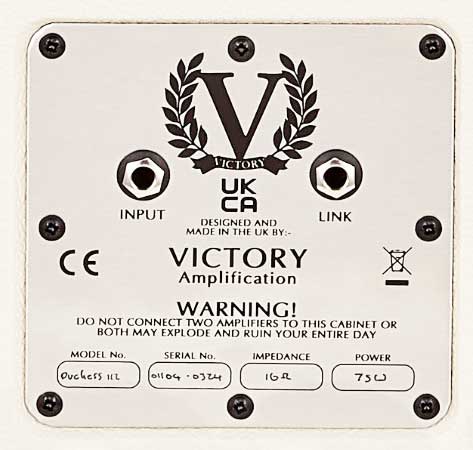 V
VICTORY
INPUT
UK
CA
LINK
DESIGNED AND
MADE IN THE UK BY:-
CE
VICTORY
Amplification
WARNING!
DO NOT CONNECT TWO AMPLIFIERS TO THIS CABINET OR
BOTH MAY EXPLODE AND RUIN YOUR ENTIRE DAY
MODEL No. SERIAL No. IMPEDANCE POWER
Duchess 112 01104-0324 16Ω 75W